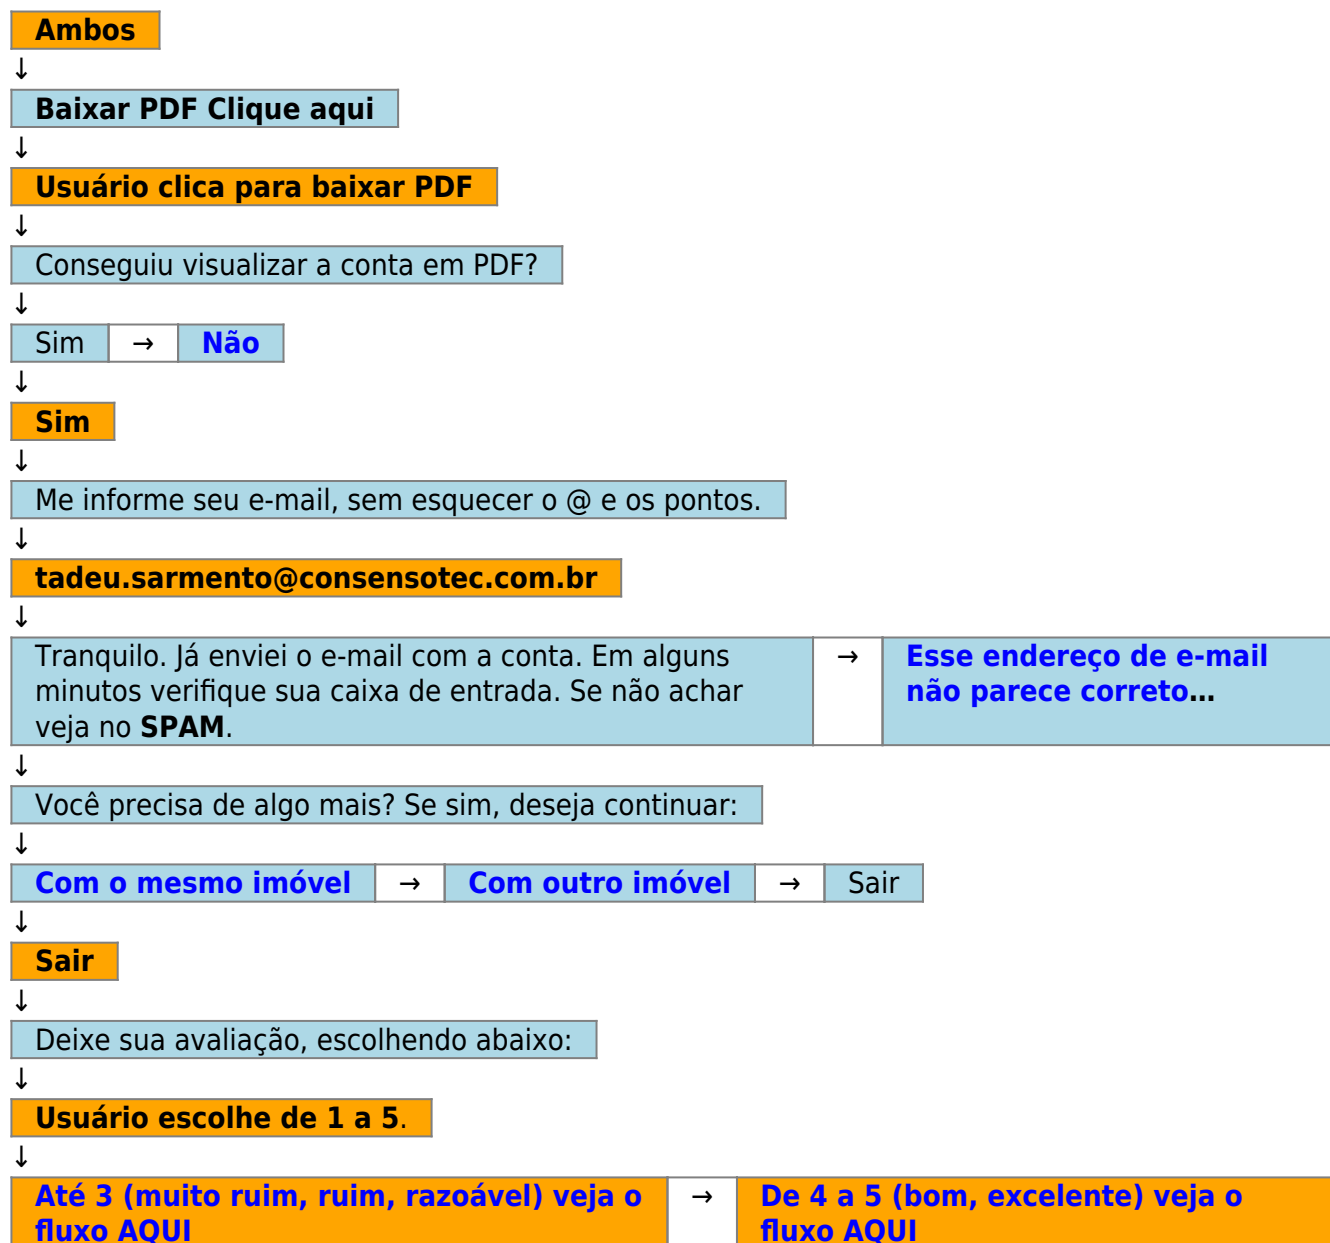 Ambos
↓
Baixar PDF Clique aqui
↓
Usuário clica para baixar PDF
↓
Conseguiu visualizar a conta em PDF?
↓
Sim → Não
↓
Sim
↓
Me informe seu e-mail, sem esquecer o @ e os pontos.
↓
tadeu.sarmento@consensotec.com.br
↓
Tranquilo. Já enviei o e-mail com a conta. Em alguns
minutos verifique sua caixa de entrada. Se não achar
veja no SPAM.
→
Esse endereço de e-mail
não parece correto…
↓
Você precisa de algo mais? Se sim, deseja continuar:
↓
Com o mesmo imóvel → Com outro imóvel → Sair
↓
Sair
↓
Deixe sua avaliação, escolhendo abaixo:
↓
Usuário escolhe de 1 a 5.
↓
Até 3 (muito ruim, ruim, razoável) veja o
fluxo AQUI
→
De 4 a 5 (bom, excelente) veja o
fluxo AQUI